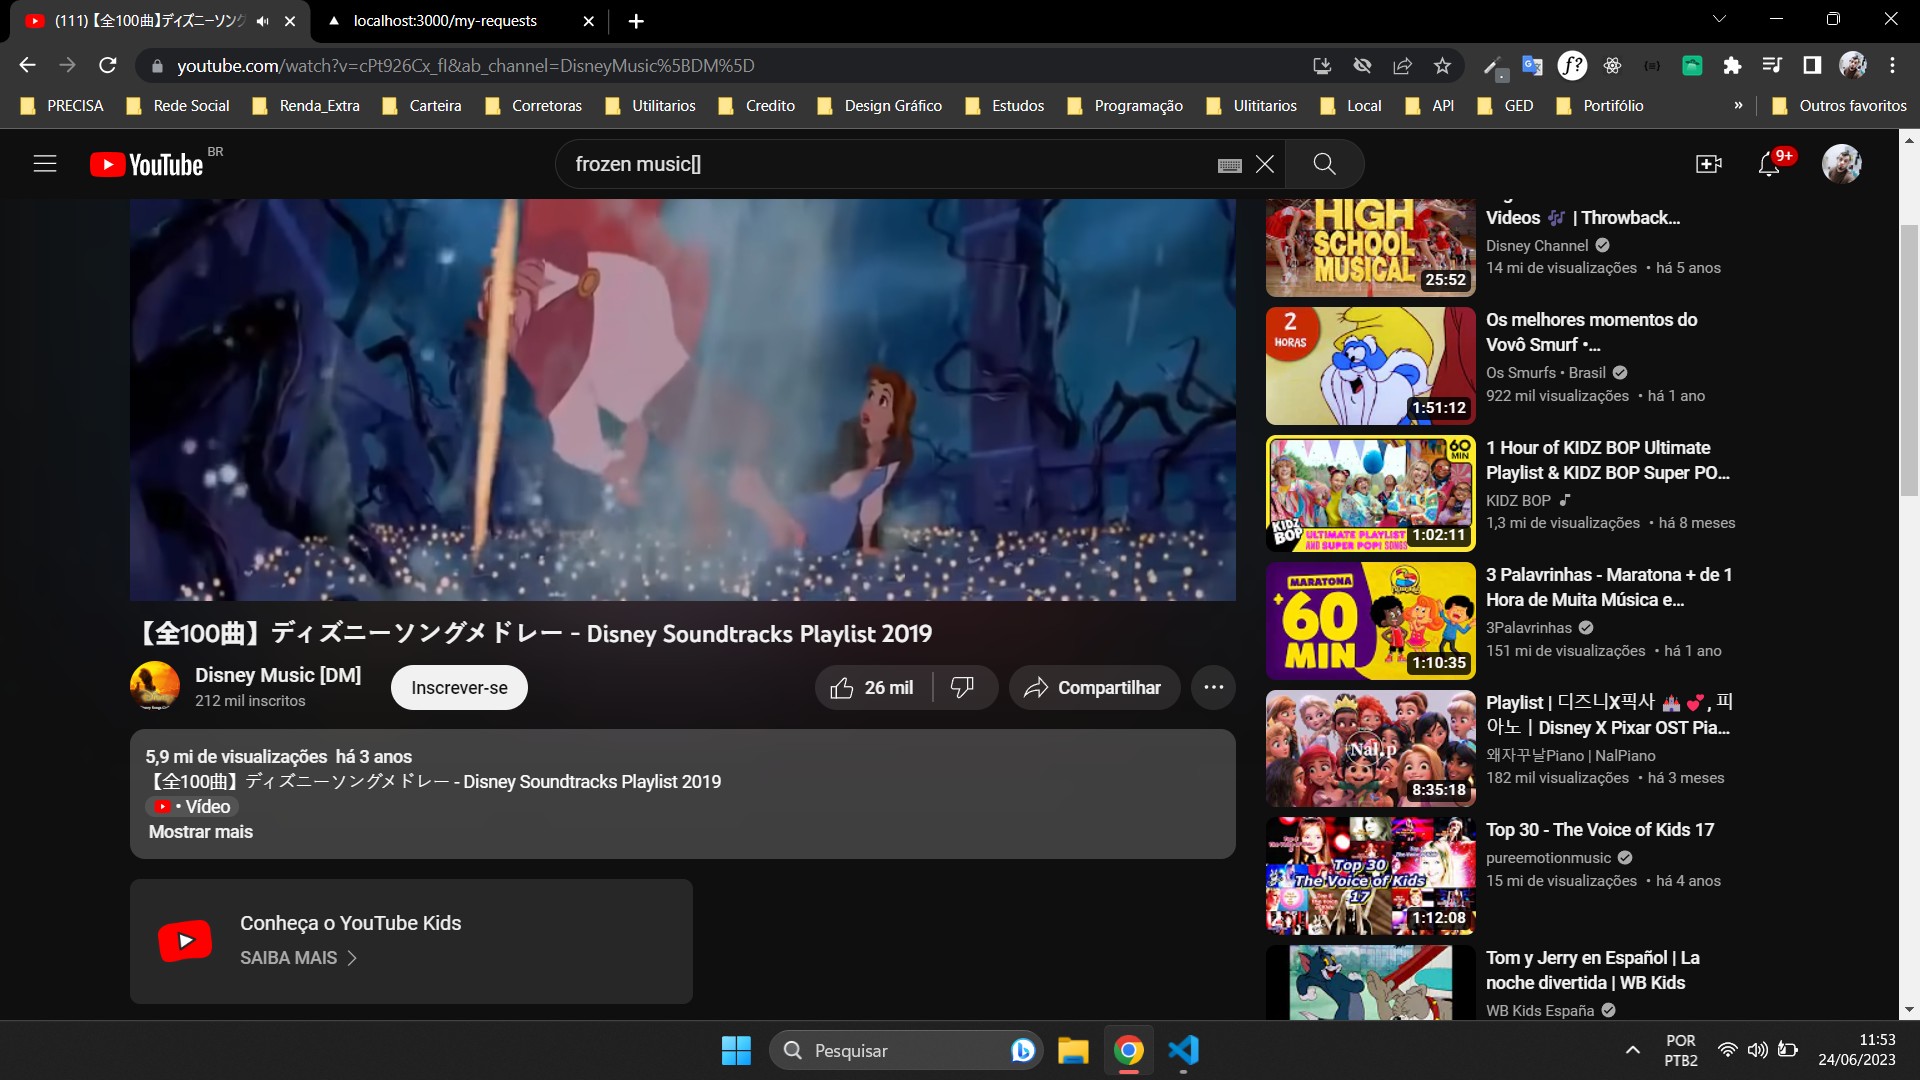 (111) 【全100曲】ディズニーソング
localhost:3000/my-requests
youtube.com/watch?v=cPt926Cx_fI&ab_channel=DisneyMusic%5BDM%5D
PRECISA
Rede Social
Renda_Extra
Carteira
Corretoras
Utilitarios
Credito
Design Gráfico
Estudos
Programação
Ulititarios
Local
API
GED
Portifólio
»
Outros favoritos
YouTube BR
frozen music[]
9+
HIGH
SCHOOL
MUSICAL
25:52
Videos 🎶 | Throwback...
Disney Channel
14 mi de visualizações • há 5 anos
2
HORAS
1:51:12
Os melhores momentos do
Vovô Smurf •...
Os Smurfs • Brasil
922 mil visualizações • há 1 ano
60
MIN
KIDZ
BOP
ULTIMATE PLAYLIST
AND SUPER POP! SONGS
1:02:11
1 Hour of KIDZ BOP Ultimate
Playlist & KIDZ BOP Super PO...
KIDZ BOP
1,3 mi de visualizações • há 8 meses
MARATONA
+60
MIN
1:10:35
3 Palavrinhas - Maratona + de 1
Hora de Muita Música e...
3Palavrinhas
151 mi de visualizações • há 1 ano
Nal.p
8:35:18
Playlist | 디즈니X픽사 🏰💕, 피
아노 | Disney X Pixar OST Pia...
왜자꾸날Piano | NalPiano
182 mil visualizações • há 3 meses
Top 30
The Voice of Kids
17
1:12:08
Top 30 - The Voice of Kids 17
pureemotionmusic
15 mi de visualizações • há 4 anos
Tom y Jerry en Español | La
noche divertida | WB Kids
WB Kids España
【全100曲】ディズニーソングメドレー - Disney Soundtracks Playlist 2019
Disney Music [DM]
212 mil inscritos
Inscrever-se
26 mil
Compartilhar
5,9 mi de visualizações há 3 anos
【全100曲】ディズニーソングメドレー - Disney Soundtracks Playlist 2019
• Vídeo
Mostrar mais
Conheça o YouTube Kids
SAIBA MAIS
Pesquisar
POR
PTB2
11:53
24/06/2023